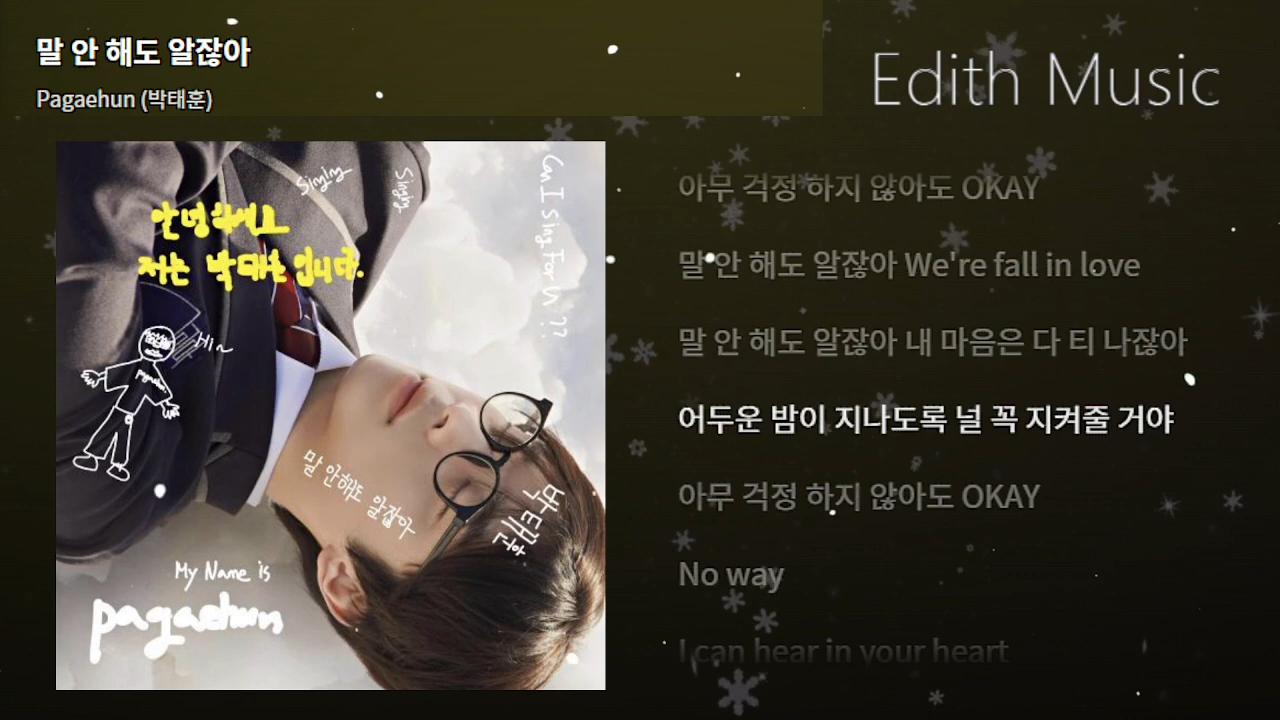 말 안 해도 알잖아
Pagaehun (박태훈)
Edith Music
Singing
Singing
Can I sing For U ??
안녕하세요
저는 박태훈 입니다.
Hi~
pagaehun
말 안해도 알잖아
My Name is
pagaehun
아무 걱정 하지 않아도 OKAY
말 안 해도 알잖아 We're fall in love
말 안 해도 알잖아 내 마음은 다 티 나잖아
어두운 밤이 지나도록 널 꼭 지켜줄 거야
아무 걱정 하지 않아도 OKAY
No way
I can hear in your heart